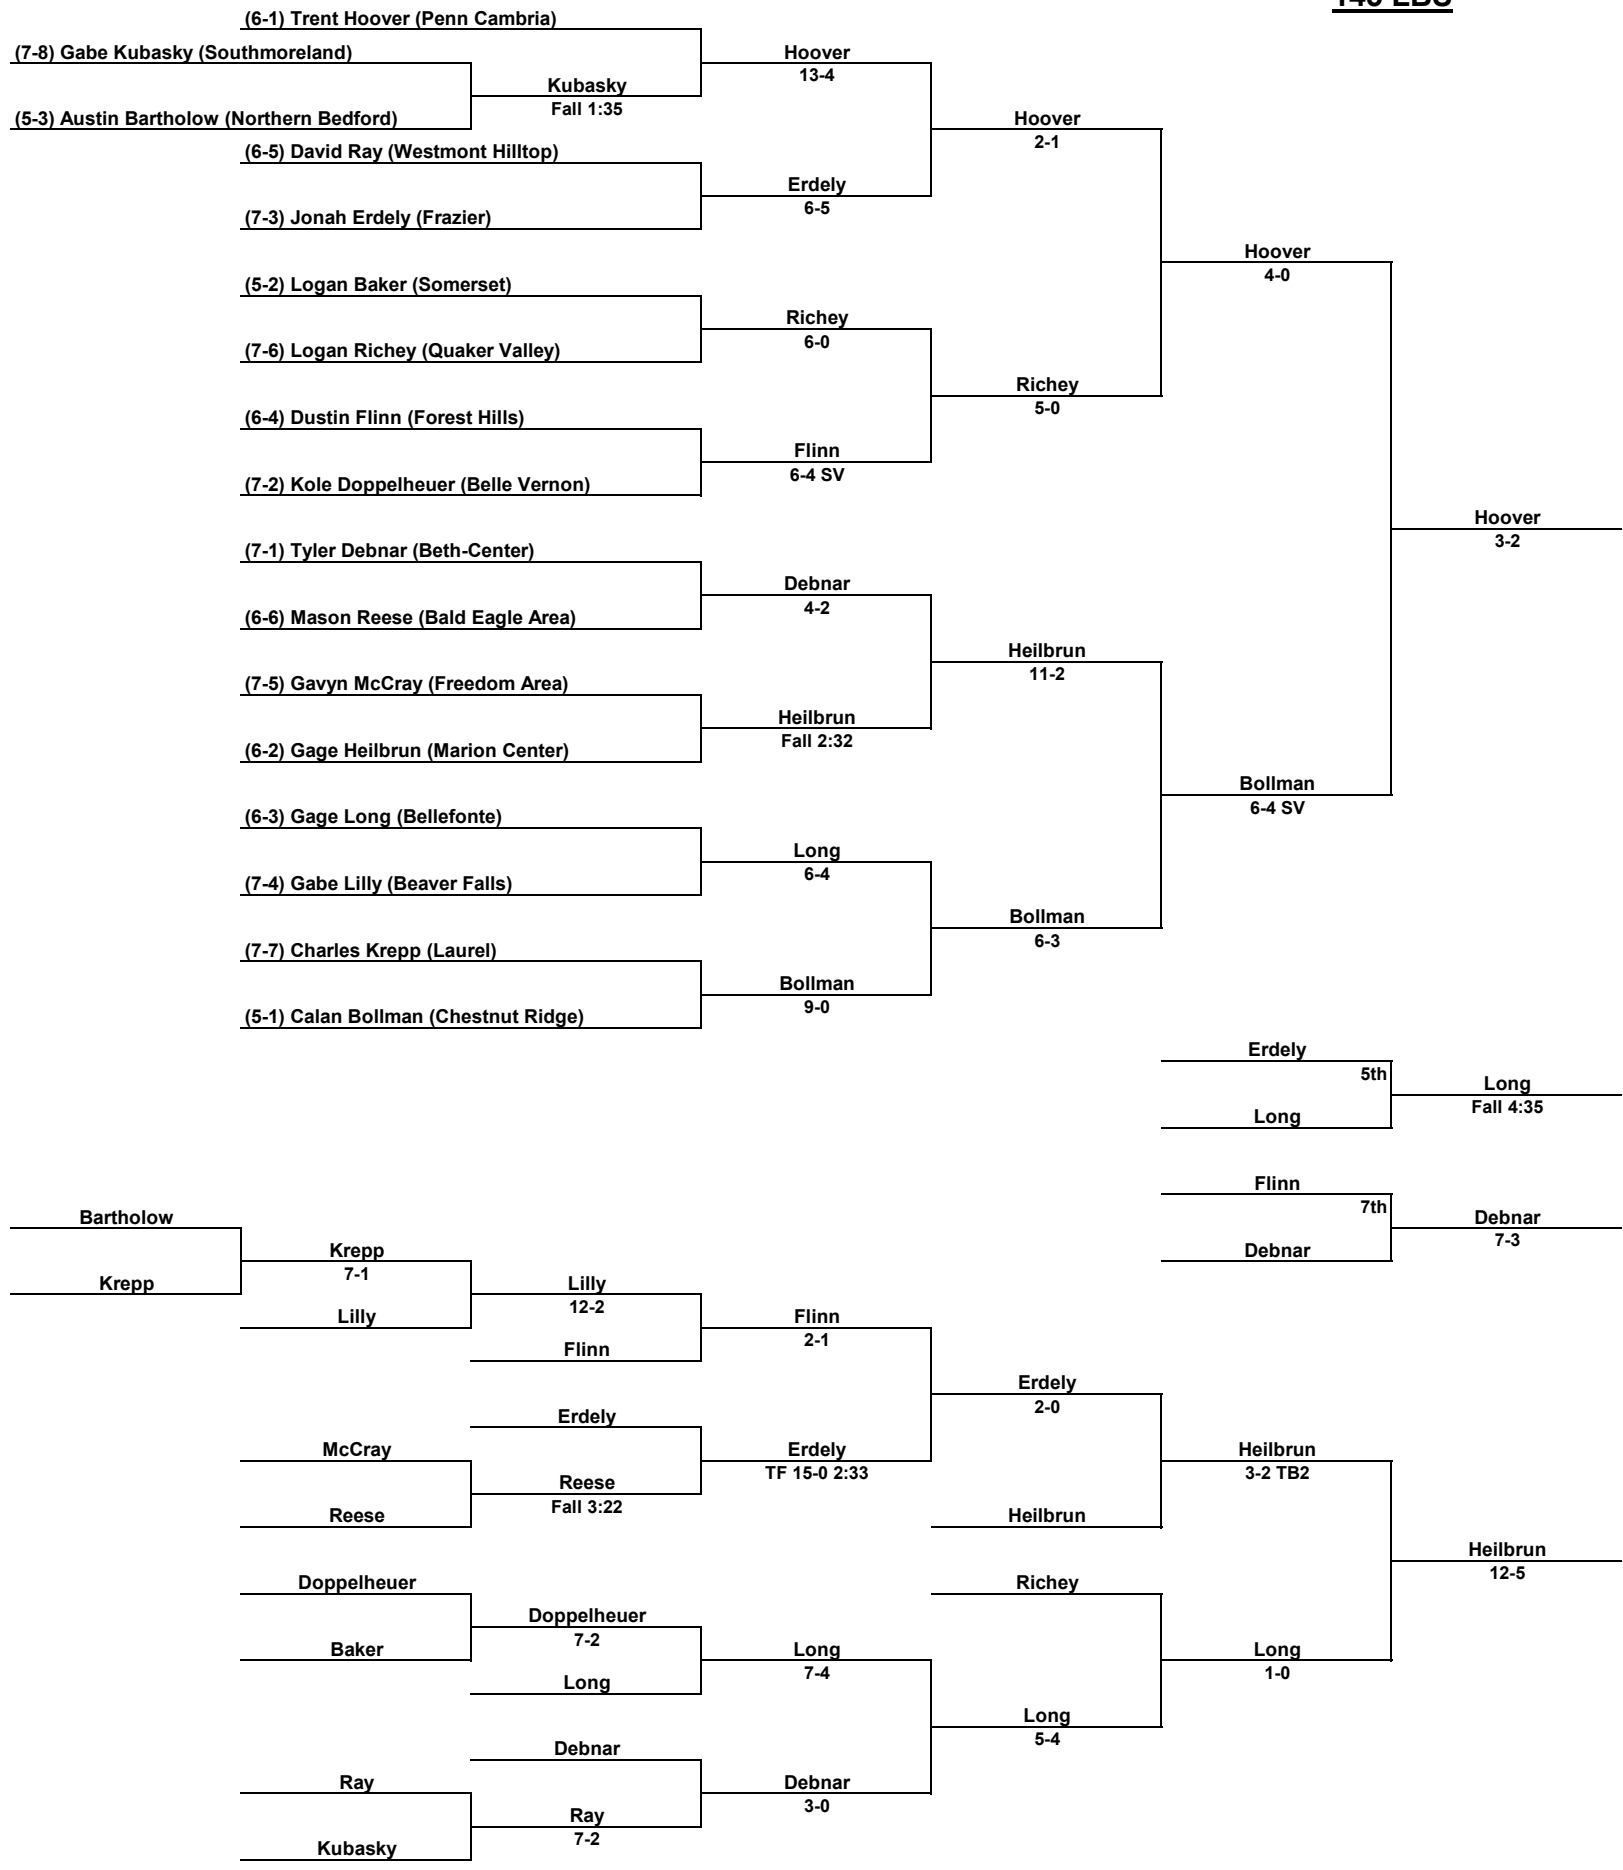 (6-1) Trent Hoover (Penn Cambria)
(7-8) Gabe Kubasky (Southmoreland)
Hoover
13-4
Kubasky
Fall 1:35
(5-3) Austin Bartholow (Northern Bedford)
Hoover
2-1
(6-5) David Ray (Westmont Hilltop)
Erdely
6-5
(7-3) Jonah Erdely (Frazier)
Hoover
4-0
(5-2) Logan Baker (Somerset)
Richey
6-0
(7-6) Logan Richey (Quaker Valley)
Richey
5-0
(6-4) Dustin Flinn (Forest Hills)
Flinn
6-4 SV
(7-2) Kole Doppelheuer (Belle Vernon)
Hoover
3-2
(7-1) Tyler Debnar (Beth-Center)
Debnar
4-2
(6-6) Mason Reese (Bald Eagle Area)
Heilbrun
11-2
(7-5) Gavyn McCray (Freedom Area)
Heilbrun
Fall 2:32
(6-2) Gage Heilbrun (Marion Center)
Bollman
6-4 SV
(6-3) Gage Long (Bellefonte)
Long
6-4
(7-4) Gabe Lilly (Beaver Falls)
Bollman
6-3
(7-7) Charles Krepp (Laurel)
Bollman
9-0
(5-1) Calan Bollman (Chestnut Ridge)
Erdely
5th
Long
Fall 4:35
Long
Flinn
7th
Debnar
7-3
Debnar
Bartholow
Krepp
7-1
Krepp
Lilly
12-2
Lilly
Flinn
2-1
Flinn
Erdely
2-0
Erdely
McCray
Erdely
TF 15-0 2:33
Heilbrun
3-2 TB2
Reese
Fall 3:22
Reese
Heilbrun
Heilbrun
12-5
Doppelheuer
Richey
Doppelheuer
7-2
Baker
Long
7-4
Long
1-0
Long
Long
5-4
Debnar
Ray
Debnar
3-0
Ray
7-2
Kubasky